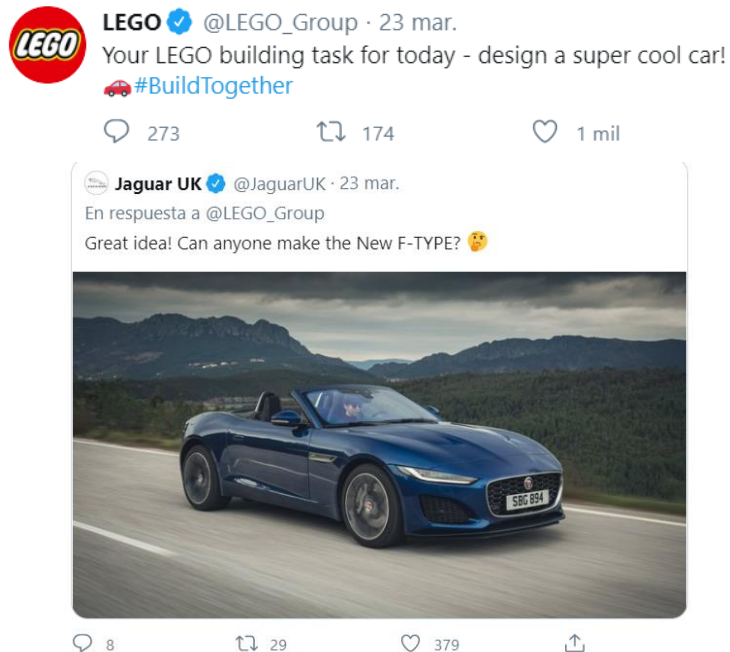 LEGO
LEGO @LEGO_Group · 23 mar.
Your LEGO building task for today - design a super cool car!
🚗#BuildTogether
273 174 1 mil
Jaguar UK @JaguarUK · 23 mar.
En respuesta a @LEGO_Group
Great idea! Can anyone make the New F-TYPE? 🤔
SBG 894
8 29 379